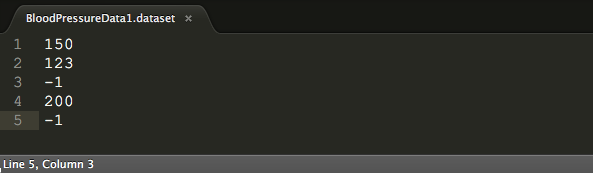 BloodPressureData1.dataset ×
1 150
2 123
3 -1
4 200
5 -1
Line 5, Column 3